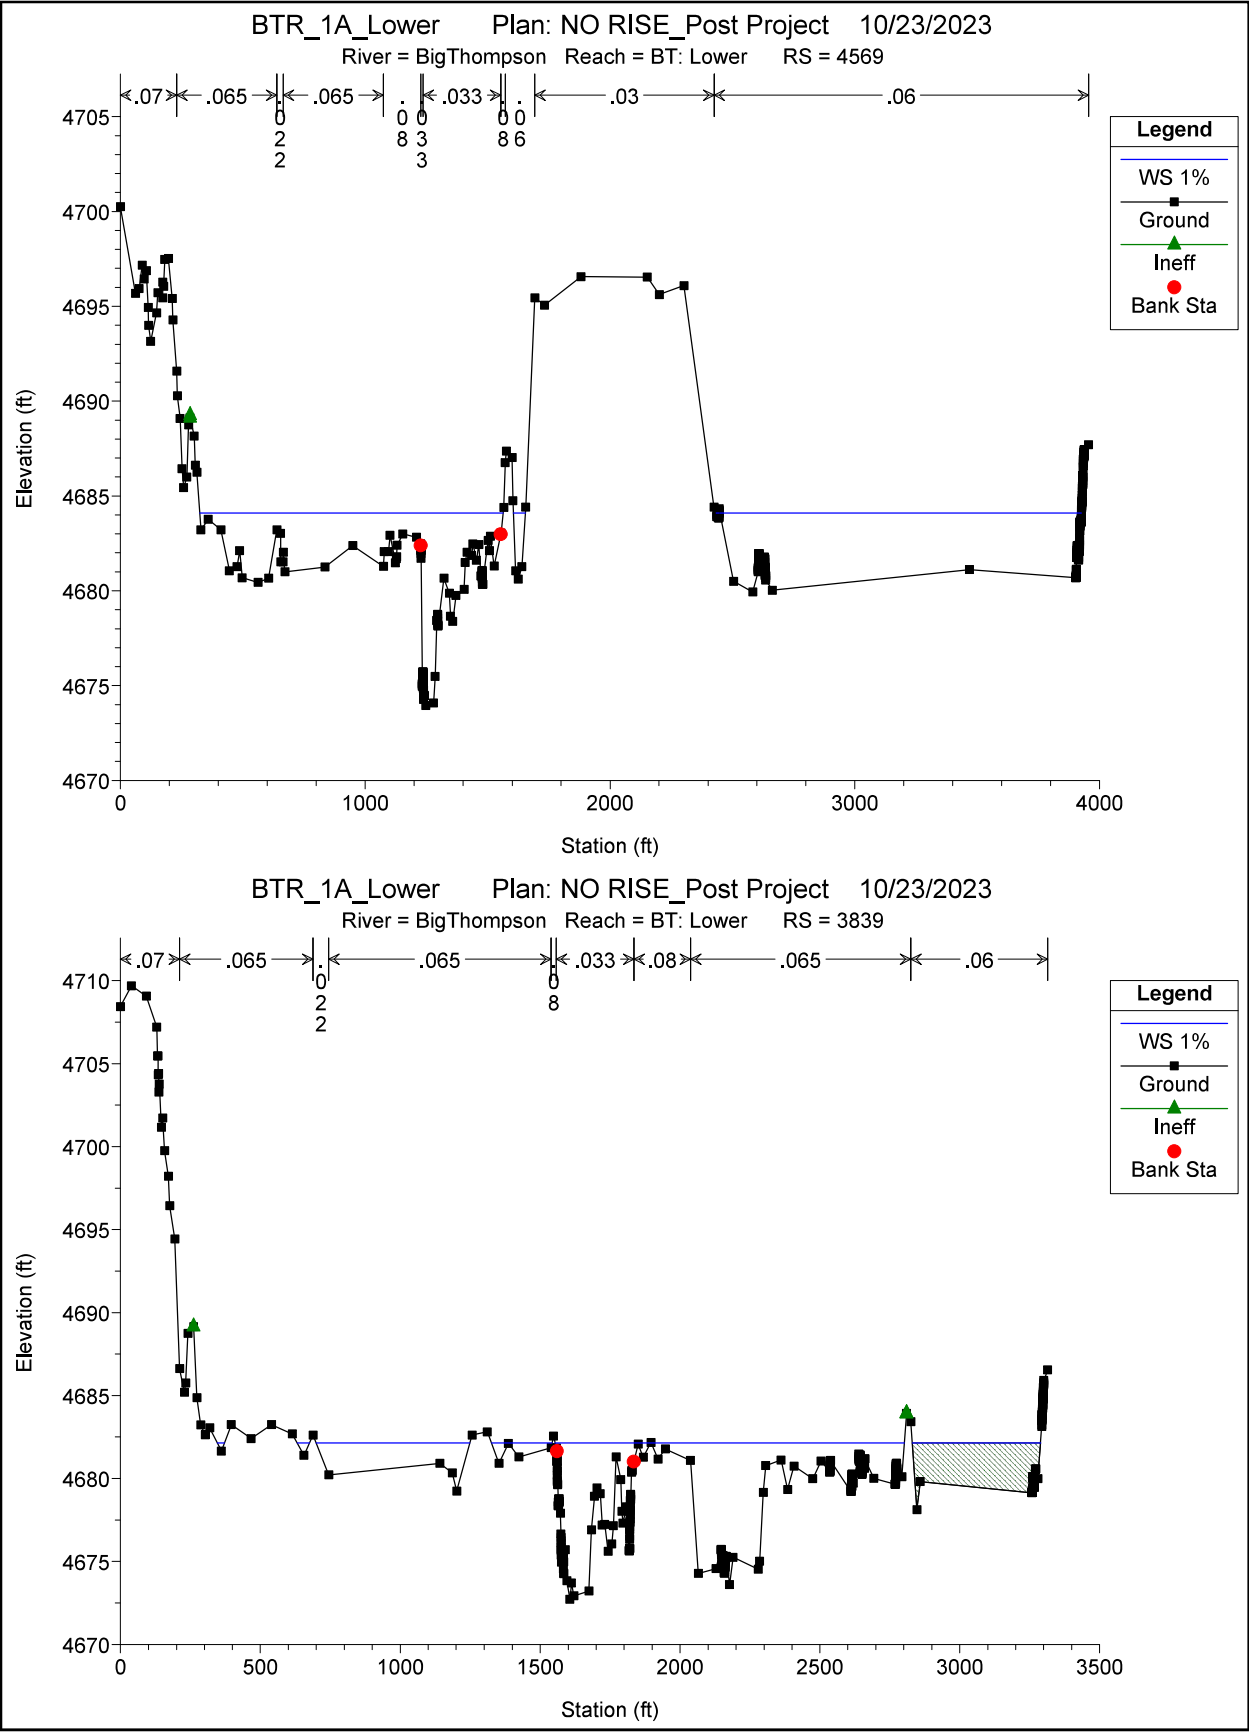 BTR_1A_Lower Plan: NO RISE_Post Project 10/23/2023
River = BigThompson Reach = BT: Lower RS = 4569
.07 .065 .022 .065 .08 .033 .033 .08 .06 .03 .06
Legend
WS 1%
Ground
Ineff
Bank Sta
4705
4700
4695
4690
4685
4680
4675
4670
Elevation (ft)
0 1000 2000 3000 4000
Station (ft)
BTR_1A_Lower Plan: NO RISE_Post Project 10/23/2023
River = BigThompson Reach = BT: Lower RS = 3839
.07 .065 .022 .065 .08 .033 .08 .065 .06
Legend
WS 1%
Ground
Ineff
Bank Sta
4710
4705
4700
4695
4690
4685
4680
4675
4670
Elevation (ft)
0 500 1000 1500 2000 2500 3000 3500
Station (ft)